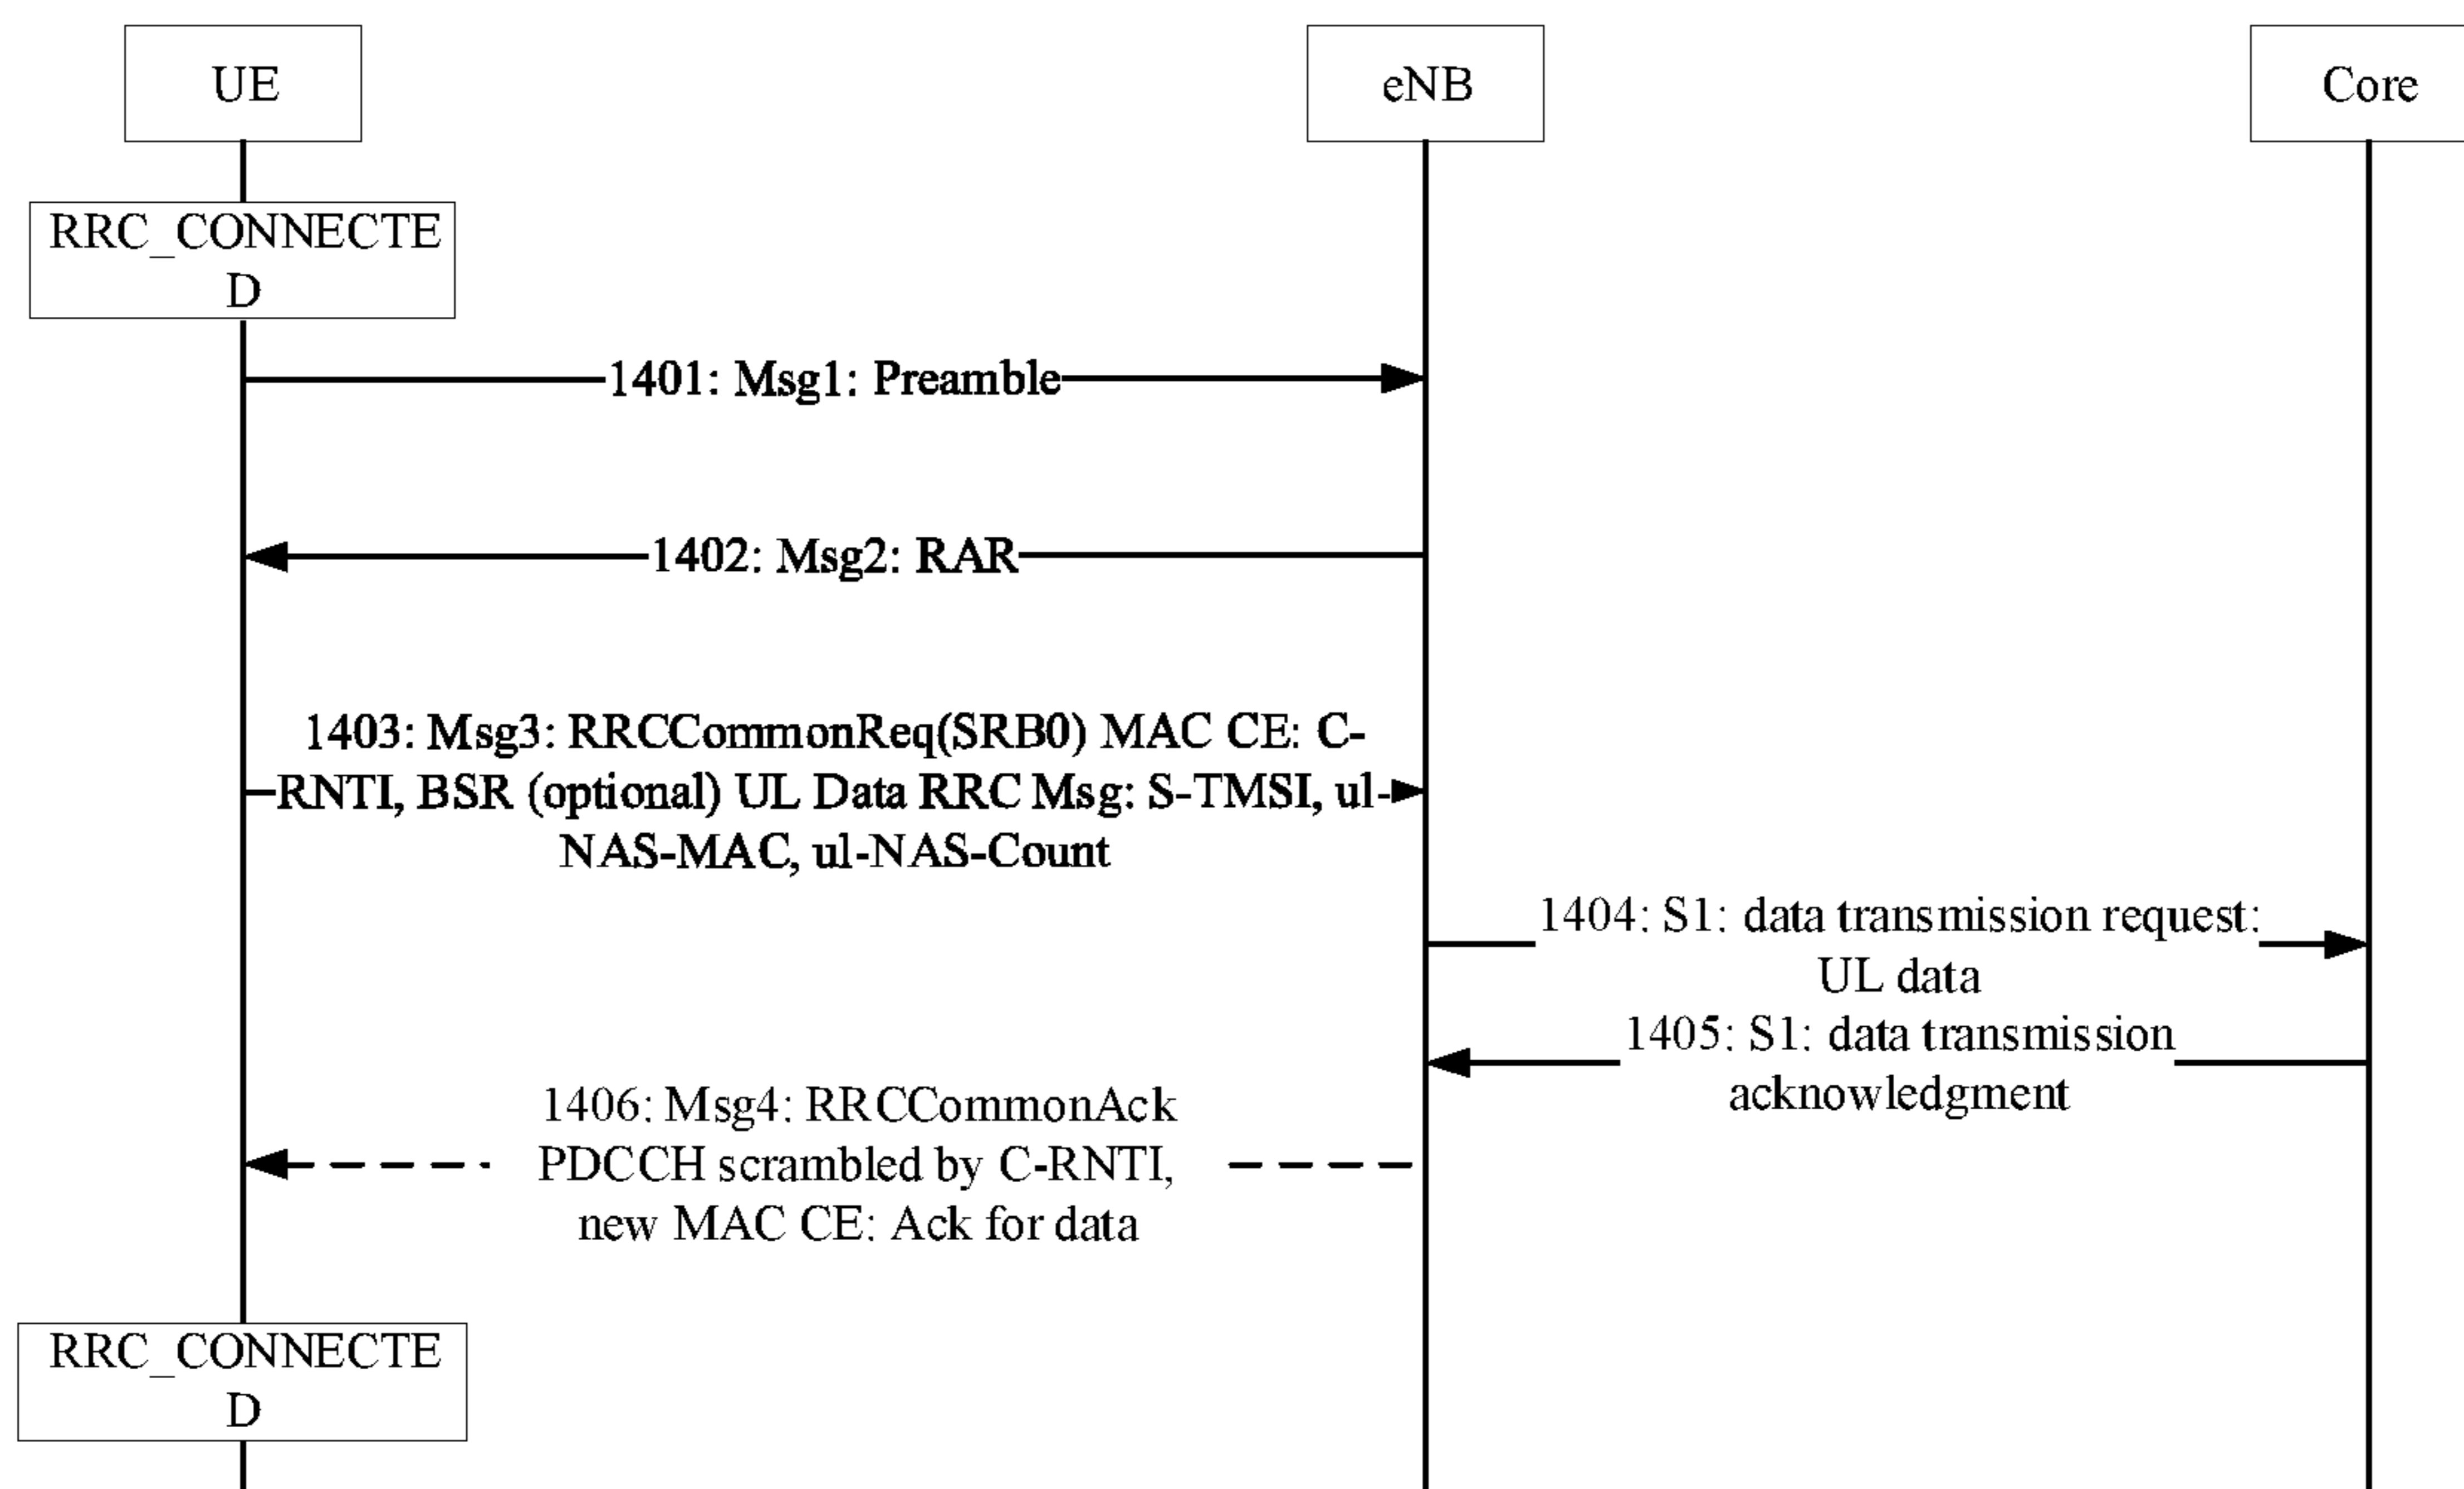 UE
eNB
Core
RRC_CONNECTE
D
1401: Msg1: Preamble
1402: Msg2: RAR
1403: Msg3: RRCCommonReq(SRB0) MAC CE: C-
RNTI, BSR (optional) UL Data RRC Msg: S-TMSI, ul-
NAS-MAC, ul-NAS-Count
1404: S1: data transmission request:
UL data
1405: S1: data transmission
acknowledgment
1406: Msg4: RRCCommonAck
PDCCH scrambled by C-RNTI,
new MAC CE: Ack for data
RRC_CONNECTE
D